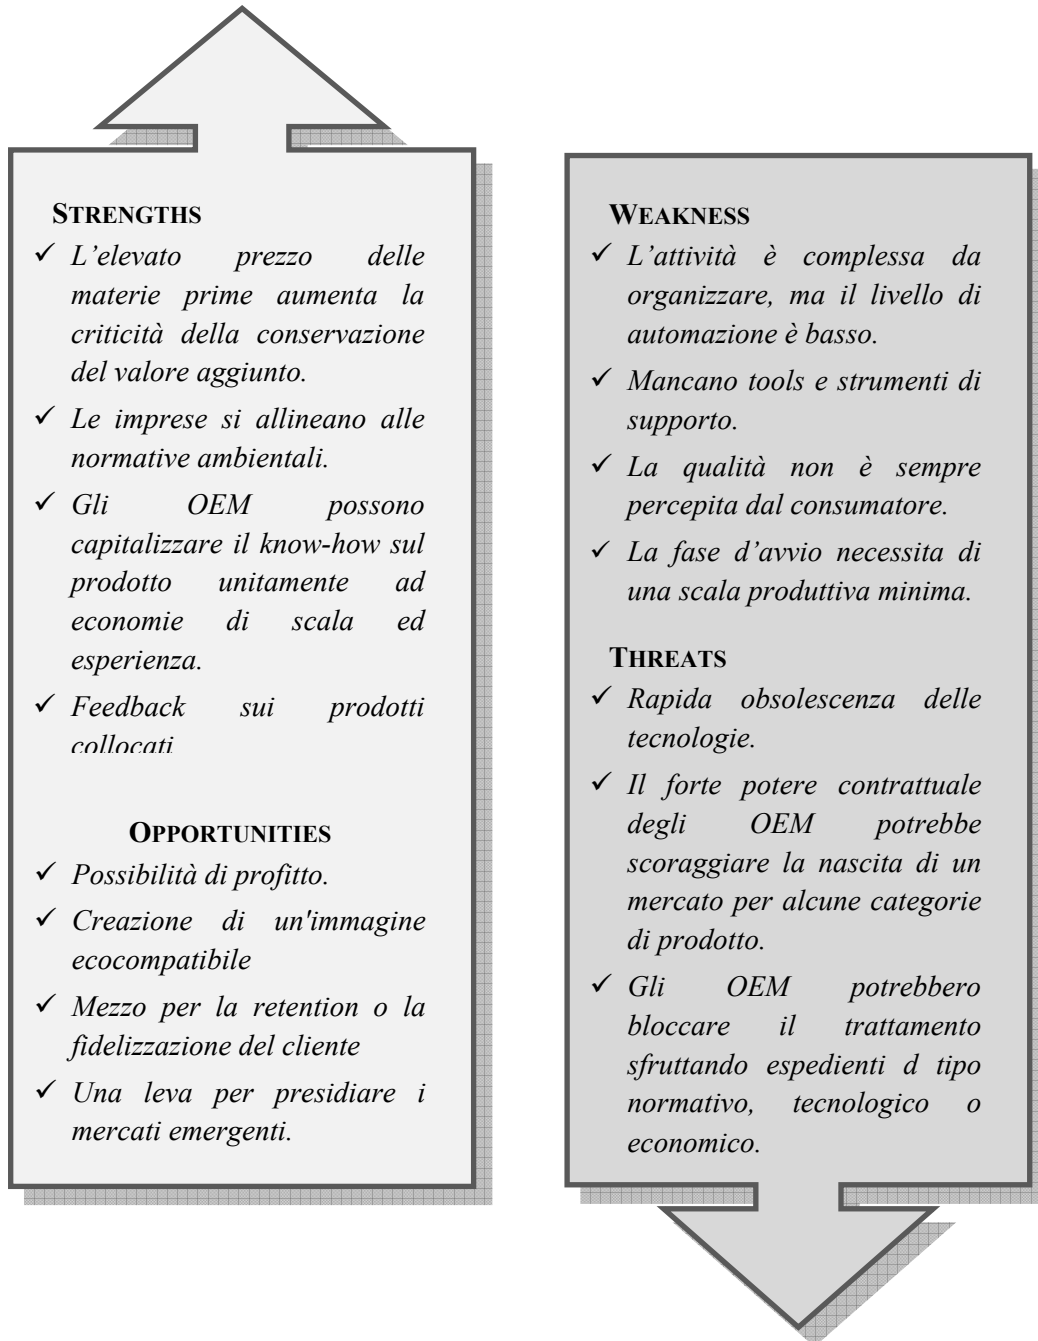 STRENGTHS
✓ L'elevato prezzo delle
materie prime aumenta la
criticità della conservazione
del valore aggiunto.
✓ Le imprese si allineano alle
normative ambientali.
✓ Gli OEM possono
capitalizzare il know-how sul
prodotto unitamente ad
economie di scala ed
esperienza.
✓ Feedback sui prodotti
collocati
OPPORTUNITIES
✓ Possibilità di profitto.
✓ Creazione di un'immagine
ecocompatibile
✓ Mezzo per la retention o la
fidelizzazione del cliente
✓ Una leva per presidiare i
mercati emergenti.
WEAKNESS
✓ L'attività è complessa da
organizzare, ma il livello di
automazione è basso.
✓ Mancano tools e strumenti di
supporto.
✓ La qualità non è sempre
percepita dal consumatore.
✓ La fase d'avvio necessita di
una scala produttiva minima.
THREATS
✓ Rapida obsolescenza delle
tecnologie.
✓ Il forte potere contrattuale
degli OEM potrebbe
scoraggiare la nascita di un
mercato per alcune categorie
di prodotto.
✓ Gli OEM potrebbero
bloccare il trattamento
sfruttando espedienti d tipo
normativo, tecnologico o
economico.